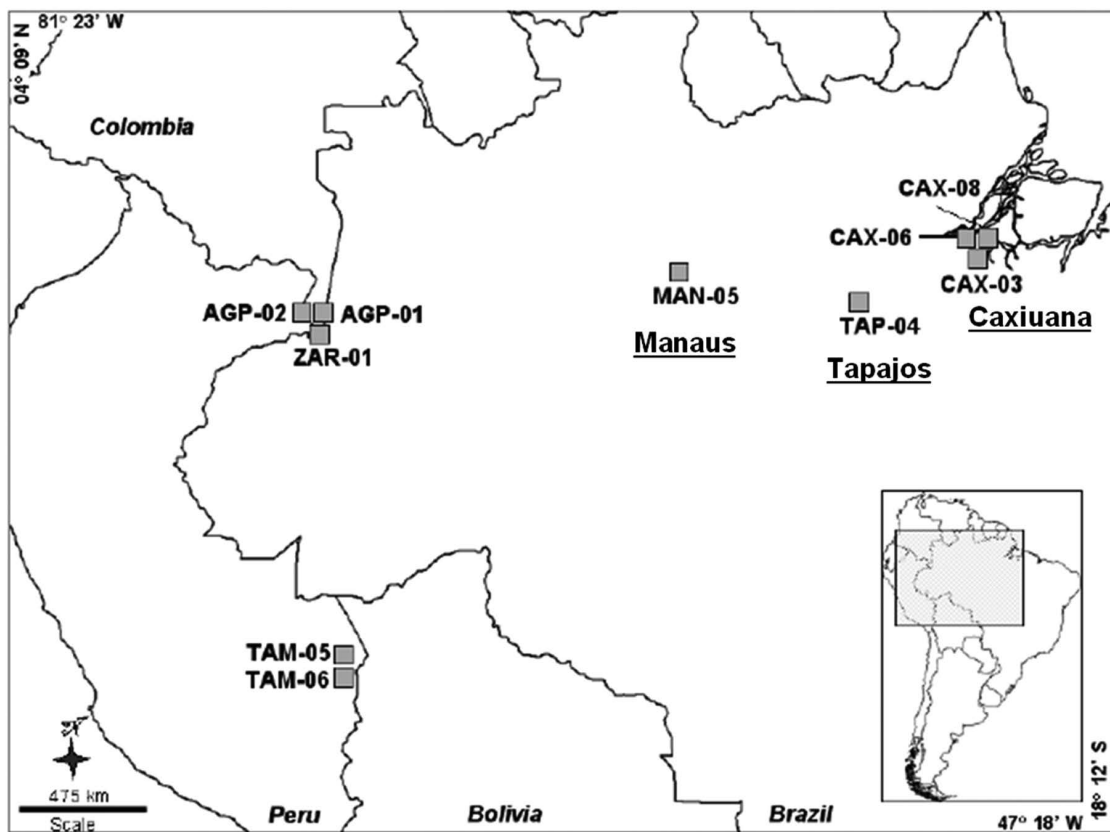 81° 23' W
04° 09' N
Colombia
CAX-08
CAX-06
CAX-03
Caxiuana
MAN-05
Manaus
TAP-04
Tapajos
AGP-02
AGP-01
ZAR-01
TAM-05
TAM-06
475 km
Scale
Peru
Bolivia
Brazil
47° 18' W
18° 12' S